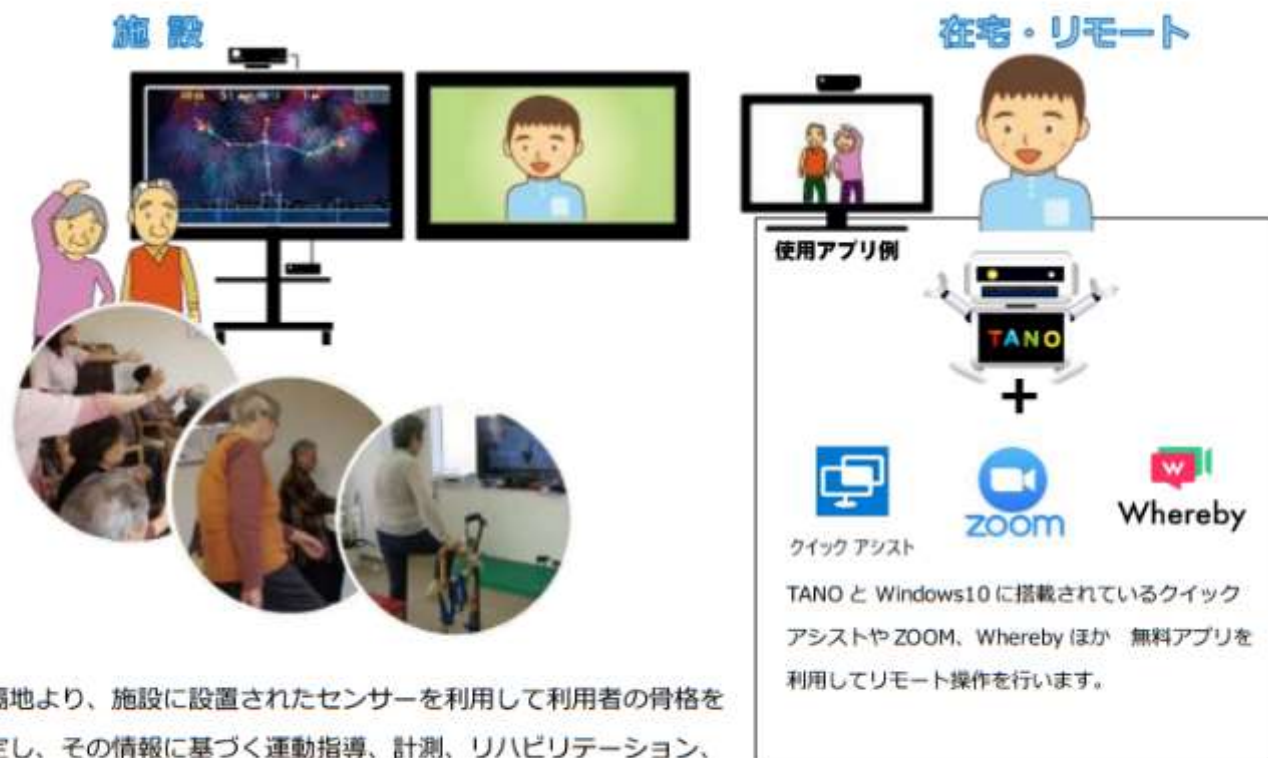 施設
在宅・リモート
使用アプリ例
TANO
+
クイック アシスト
zoom
w
Whereby
TANO と Windows10 に搭載されているクイック
アシストや ZOOM、Whereby ほか 無料アプリを
利用してリモート操作を行います。
地より、施設に設置されたセンサーを利用して利用者の骨格を
し、その情報に基づく運動指導、計測、リハビリテーション、